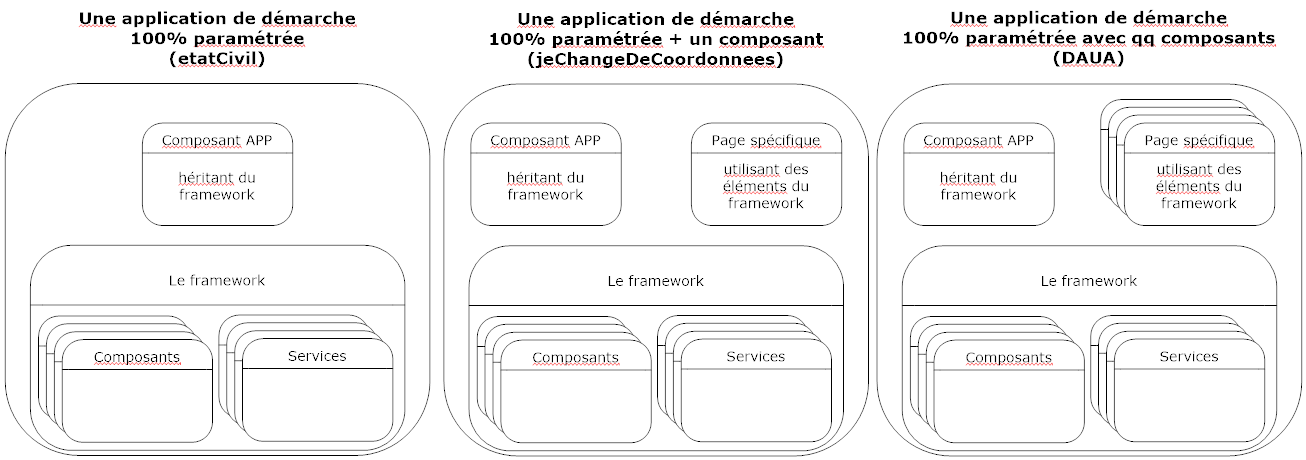 Une application de démarche
100% paramétrée
(etatCivil)
Composant APP
héritant du
framework
Le framework
Composants
Services
Une application de démarche
100% paramétrée + un composant
(jeChangeDeCoordonnees)
Composant APP
héritant du
framework
Page spécifique
utilisant des
éléments du
framework
Le framework
Composants
Services
Une application de démarche
100% paramétrée avec qq composants
(DAUA)
Composant APP
héritant du
framework
Page spécifique
utilisant des
éléments du
framework
Le framework
Composants
Services